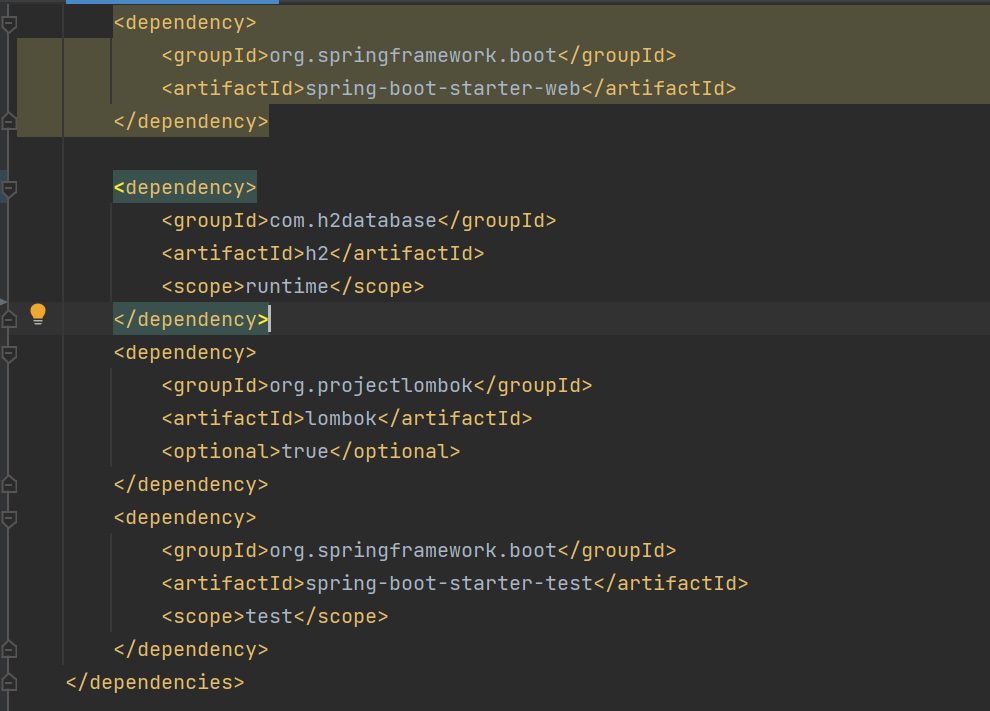 <dependency>
<groupId>org.springframework.boot</groupId>
<artifactId>spring-boot-starter-web</artifactId>
</dependency>
<dependency>
<groupId>com.h2database</groupId>
<artifactId>h2</artifactId>
<scope>runtime</scope>
</dependency>
<dependency>
<groupId>org.projectlombok</groupId>
<artifactId>lombok</artifactId>
<optional>true</optional>
</dependency>
<dependency>
<groupId>org.springframework.boot</groupId>
<artifactId>spring-boot-starter-test</artifactId>
<scope>test</scope>
</dependency>
</dependencies>